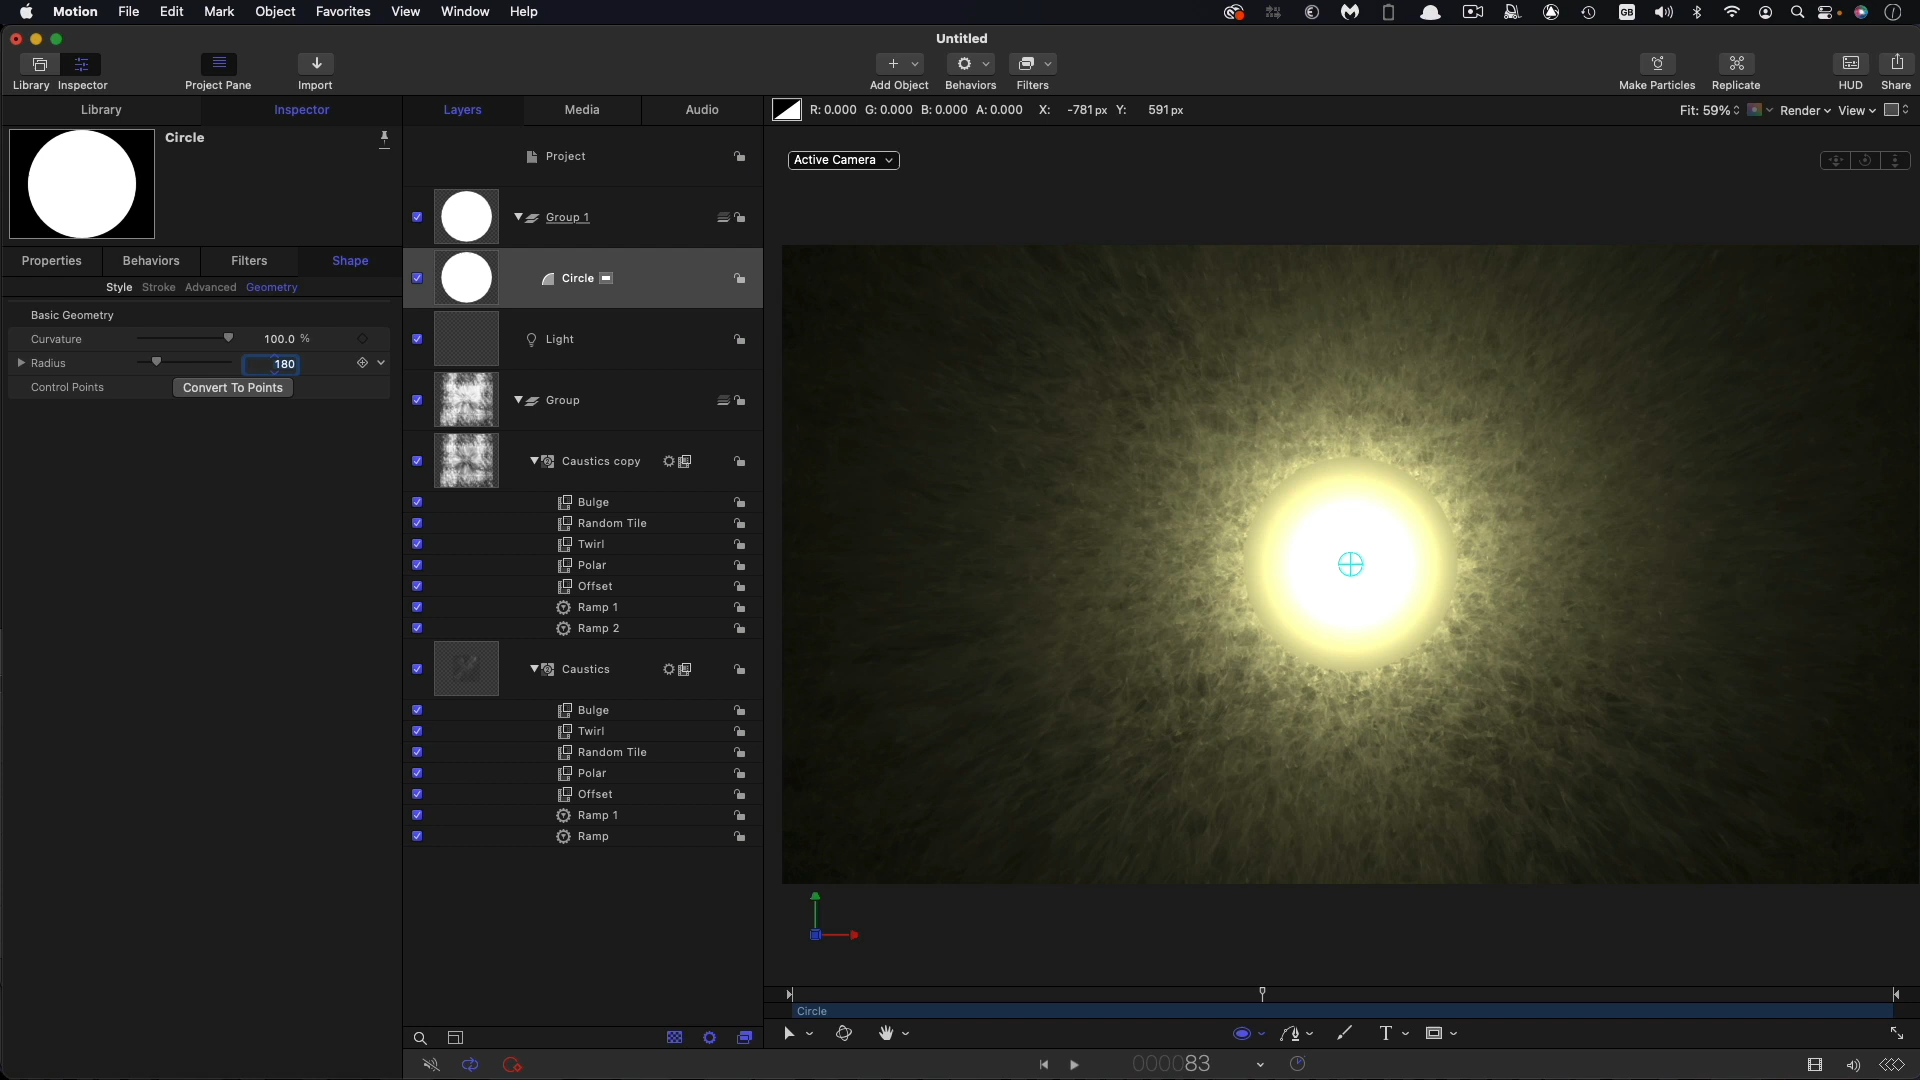 Motion File Edit Mark Object Favorites View Window Help
Untitled
Library Inspector Project Pane Import Add Object Behaviors Filters Make Particles Replicate HUD Share
Library Inspector Layers Media Audio R: 0.000 G: 0.000 B: 0.000 A: 0.000 X: -781 px Y: 591 px Fit: 59% Render View
Circle
Project
Active Camera
Group 1
Properties Behaviors Filters Shape
Circle
Style Stroke Advanced Geometry
Basic Geometry
Curvature 100.0 %
Light
Radius 180
Control Points Convert To Points
Group
Caustics copy
Bulge
Random Tile
Twirl
Polar
Offset
Ramp 1
Ramp 2
Caustics
Bulge
Twirl
Random Tile
Polar
Offset
Ramp 1
Ramp
Circle
T
000083